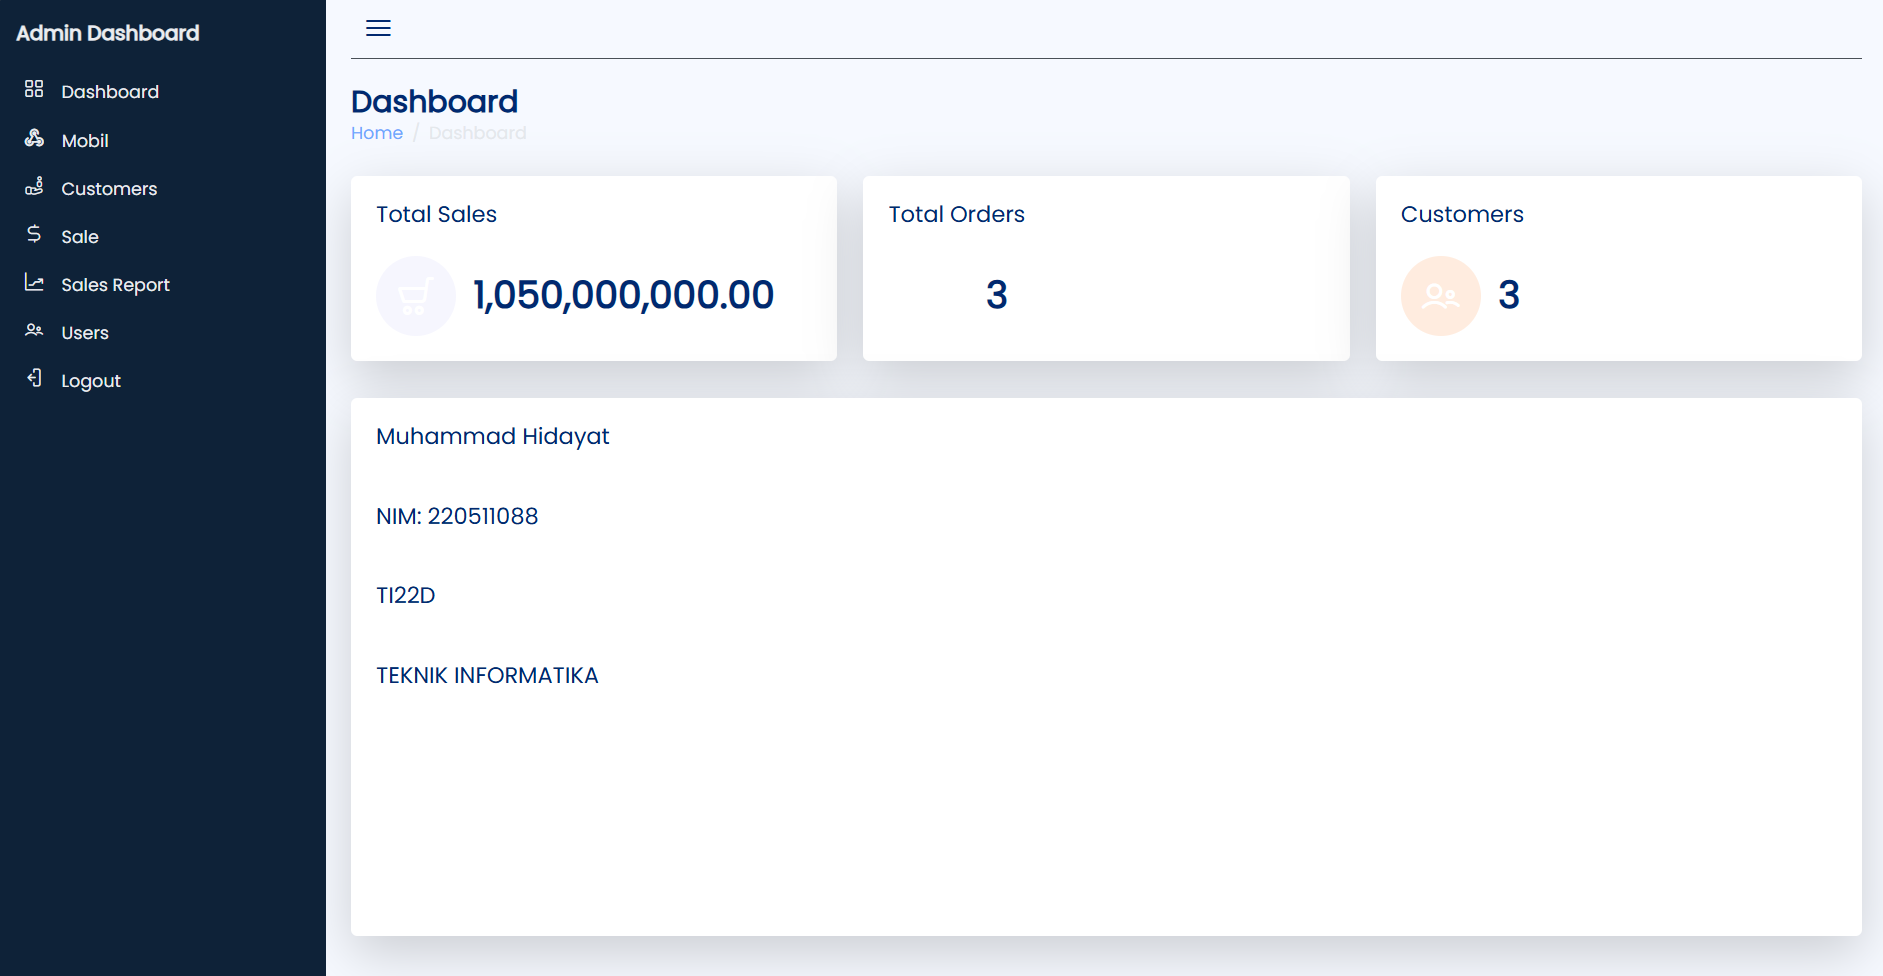 Admin Dashboard
Dashboard
Mobil
Customers
Sale
Sales Report
Users
Logout
Dashboard
Home / Dashboard
Total Sales
1,050,000,000.00
Total Orders
3
Customers
3
Muhammad Hidayat
NIM: 220511088
TI22D
TEKNIK INFORMATIKA